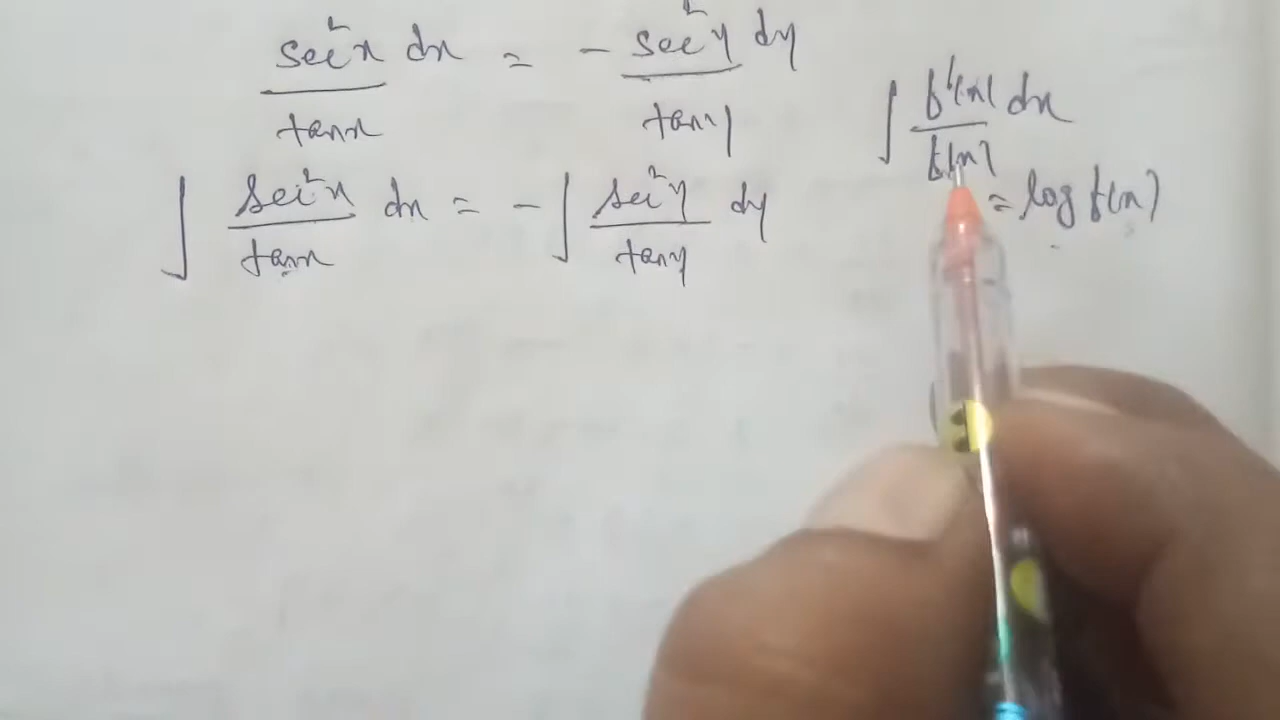 sec²x/tanx dx = - sec²y/tany dy
∫ sec²x/tanx dx = - ∫ sec²y/tany dy
∫ f'(x)/f(x) dx
= log f(x)